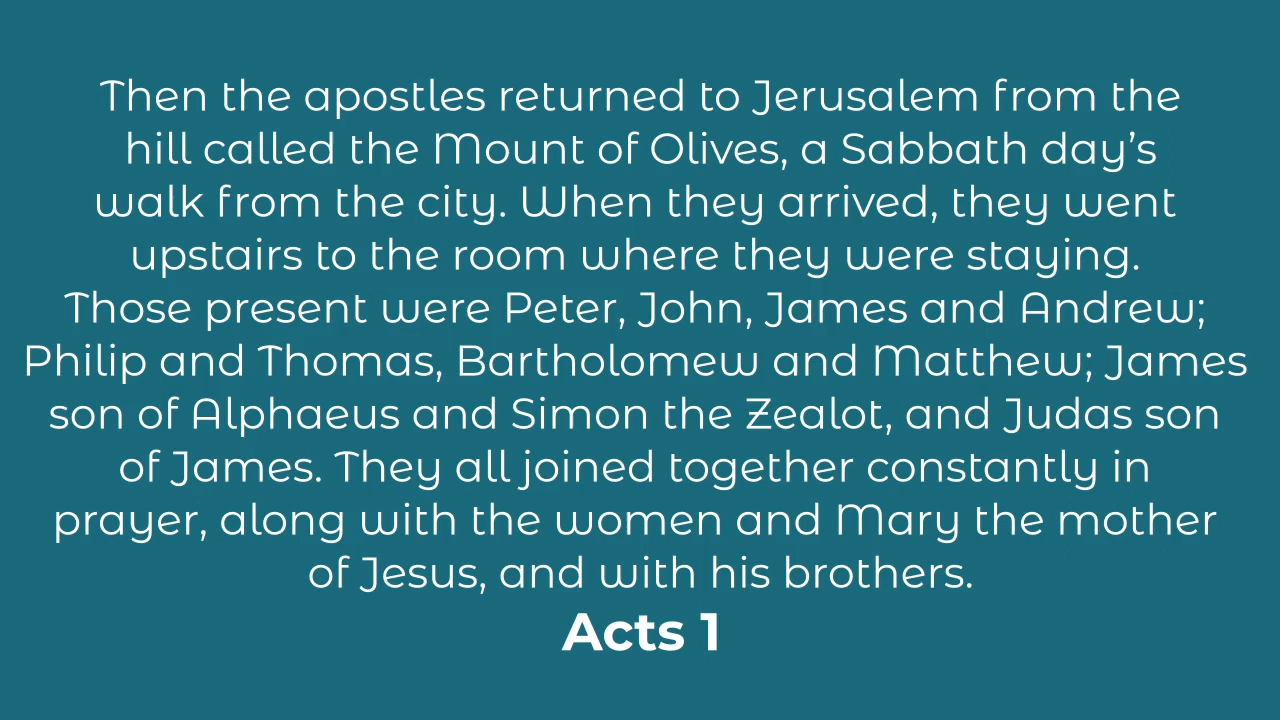 Then the apostles returned to Jerusalem from the
hill called the Mount of Olives, a Sabbath day’s
walk from the city. When they arrived, they went
upstairs to the room where they were staying.
Those present were Peter, John, James and Andrew;
Philip and Thomas, Bartholomew and Matthew; James
son of Alphaeus and Simon the Zealot, and Judas son
of James. They all joined together constantly in
prayer, along with the women and Mary the mother
of Jesus, and with his brothers.
Acts 1